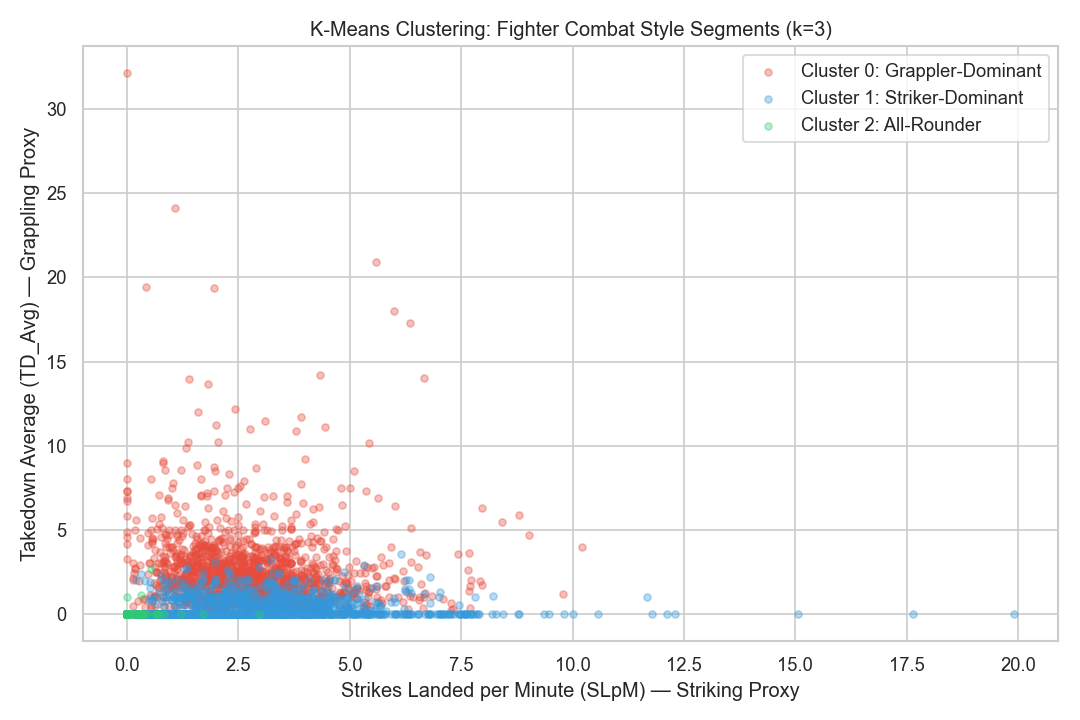 K-Means Clustering: Fighter Combat Style Segments (k=3)
Cluster 0: Grappler-Dominant
Cluster 1: Striker-Dominant
Cluster 2: All-Rounder
Takedown Average (TD_Avg) — Grappling Proxy
30
25
20
15
10
5
0
0.0 2.5 5.0 7.5 10.0 12.5 15.0 17.5 20.0
Strikes Landed per Minute (SLpM) — Striking Proxy